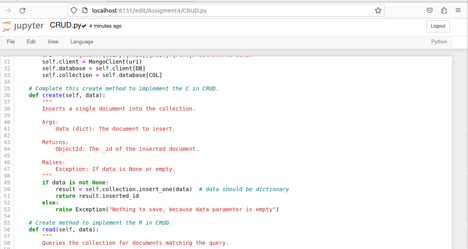 localhost:8131/edit/Assigment4/CRUD.py
jupyter CRUD.py✓ 4 minutes ago
Logout
File Edit View Language
Python
31 self.client = MongoClient(uri)
32 self.database = self.client[DB]
33 self.collection = self.database[COL]
34
35 # Complete this create method to implement the C in CRUD.
36 def create(self, data):
37 """
38 Inserts a single document into the collection.
39
40 Args:
41 data (dict): The document to insert.
42
43 Returns:
44 ObjectId: The _id of the inserted document.
45
46 Raises:
47 Exception: If data is None or empty.
48 """
49 if data is not None:
50 result = self.collection.insert_one(data) # data should be dictionary
51 return result.inserted_id
52 else:
53 raise Exception("Nothing to save, because data parameter is empty")
54
55 # Create method to implement the R in CRUD.
56 def read(self, data):
57 """
58 Queries the collection for documents matching the query.